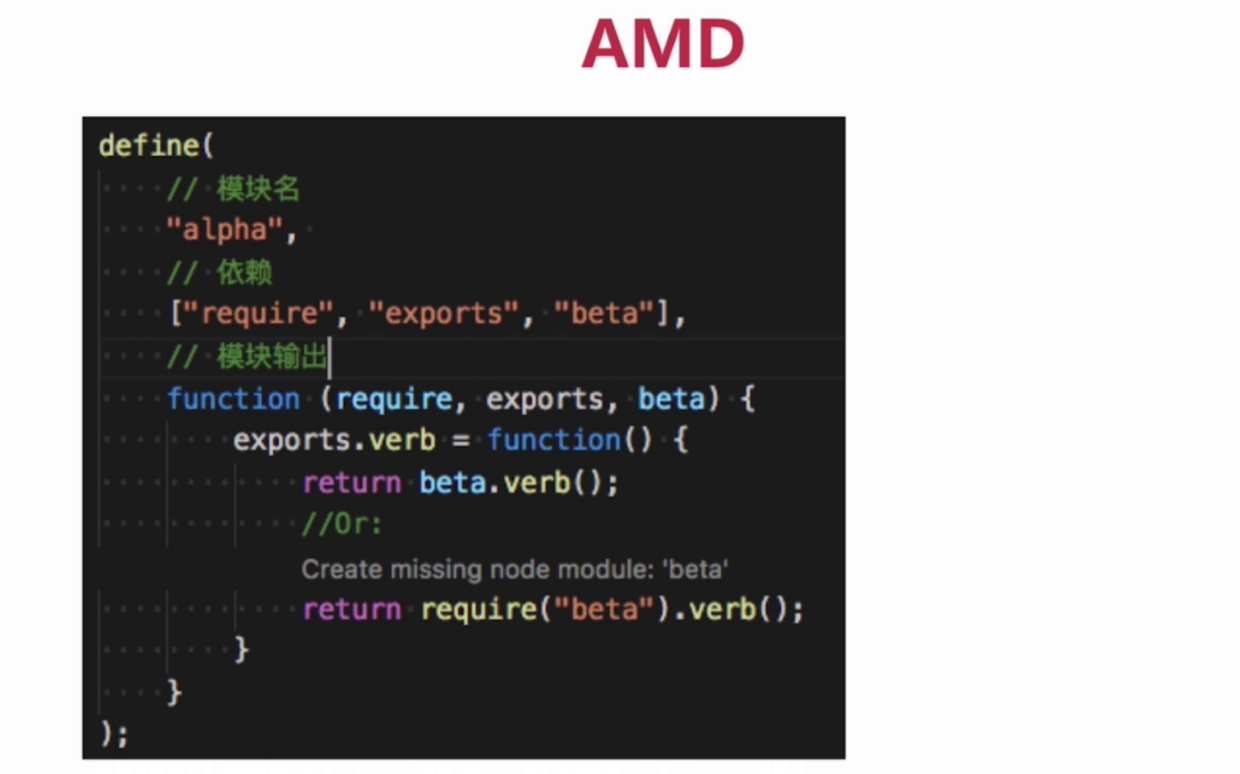 AMD
define(
// 模块名
"alpha",
// 依赖
["require", "exports", "beta"],
// 模块输出
function (require, exports, beta) {
exports.verb = function() {
return beta.verb();
//Or:
Create missing node module: 'beta'
return require("beta").verb();
}
}
);